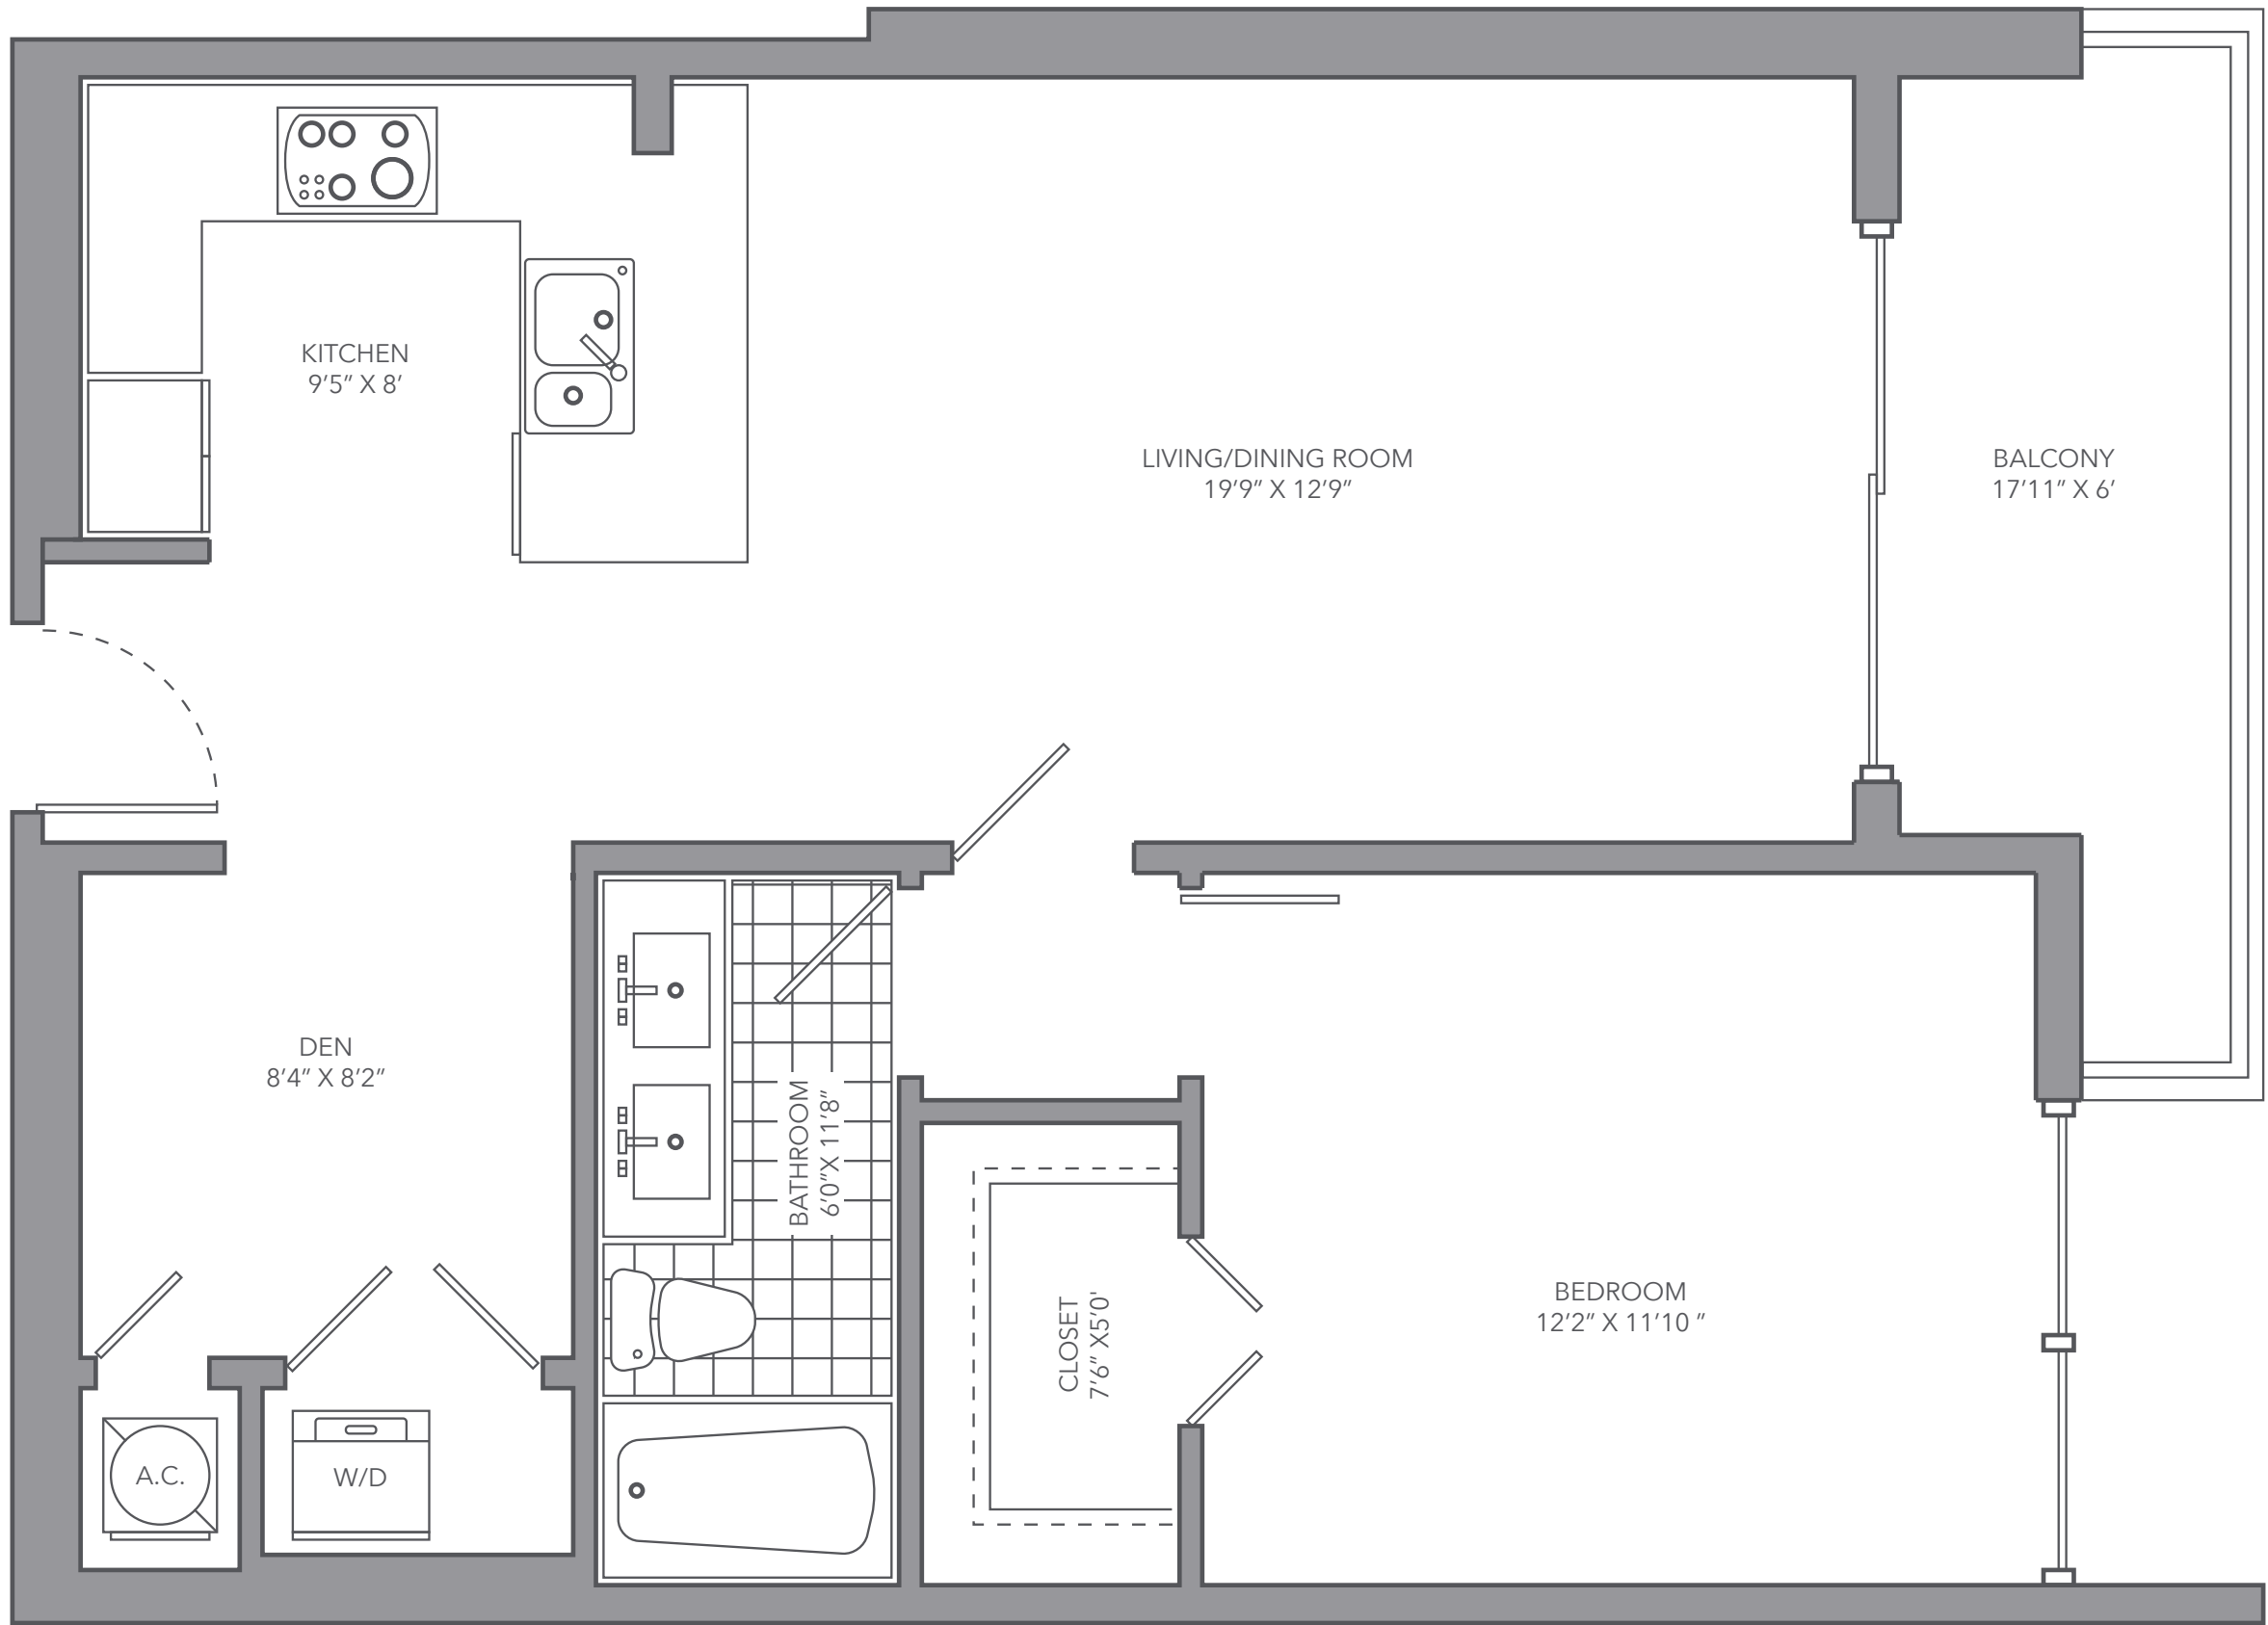 KITCHEN
9’5” X 8’
LIVING/DINING ROOM
19’9” X 12’9”
BALCONY
17’11” X 6’
DEN
8’4” X 8’2”
BATHROOM
6’0”X 11’8”
CLOSET
7’6” X5’0'
BEDROOM
12’2” X 11’10 ”
A.C.
W/D